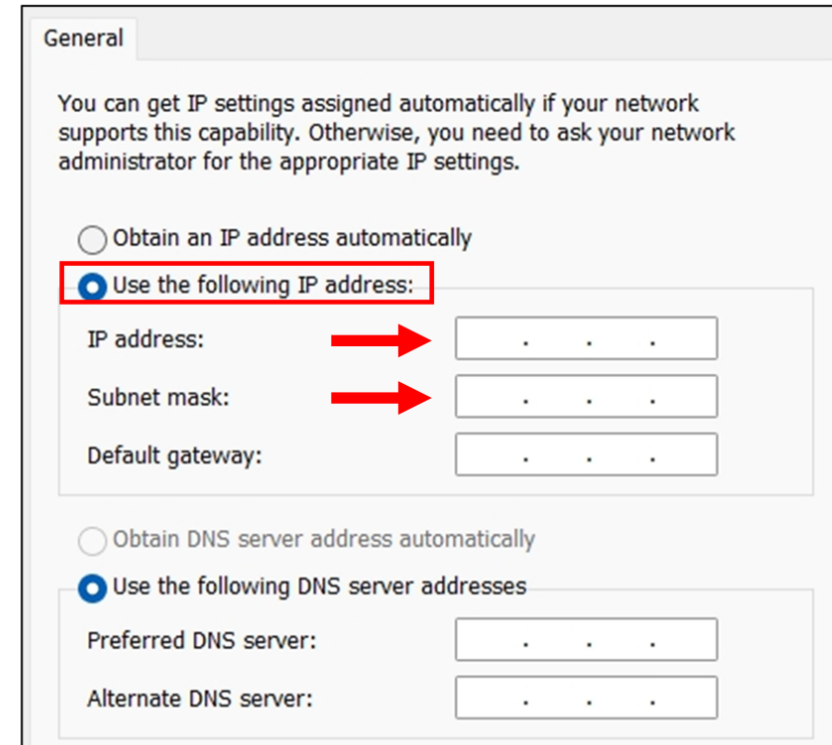 General
You can get IP settings assigned automatically if your network
supports this capability. Otherwise, you need to ask your network
administrator for the appropriate IP settings.
Obtain an IP address automatically
Use the following IP address:
IP address: . . .
Subnet mask: . . .
Default gateway: . . .
Obtain DNS server address automatically
Use the following DNS server addresses
Preferred DNS server: . . .
Alternate DNS server: . . .